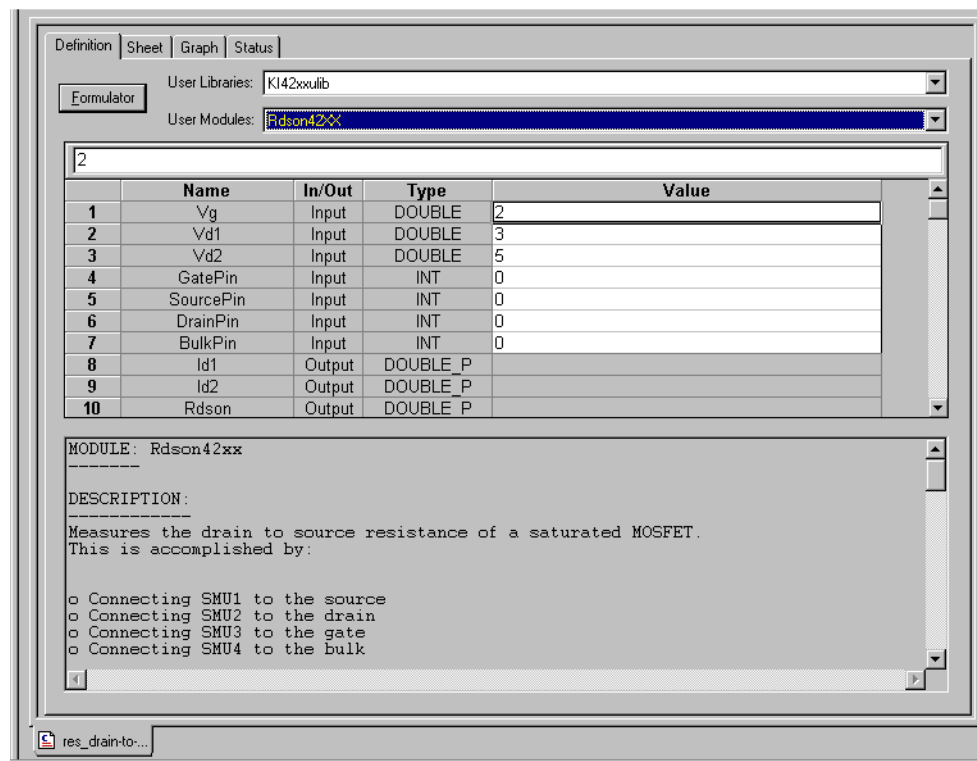 Definition Sheet Graph Status
Formulator
User Libraries: KI42xxulib
User Modules: Rdson42XX
2
Name In/Out Type Value
1 Vg Input DOUBLE 2
2 Vd1 Input DOUBLE 3
3 Vd2 Input DOUBLE 5
4 GatePin Input INT 0
5 SourcePin Input INT 0
6 DrainPin Input INT 0
7 BulkPin Input INT 0
8 Id1 Output DOUBLE_P
9 Id2 Output DOUBLE_P
10 Rdson Output DOUBLE_P
MODULE: Rdson42xx
-------
DESCRIPTION:
------------
Measures the drain to source resistance of a saturated MOSFET.
This is accomplished by:
o Connecting SMU1 to the source
o Connecting SMU2 to the drain
o Connecting SMU3 to the gate
o Connecting SMU4 to the bulk
res_drain-to-...